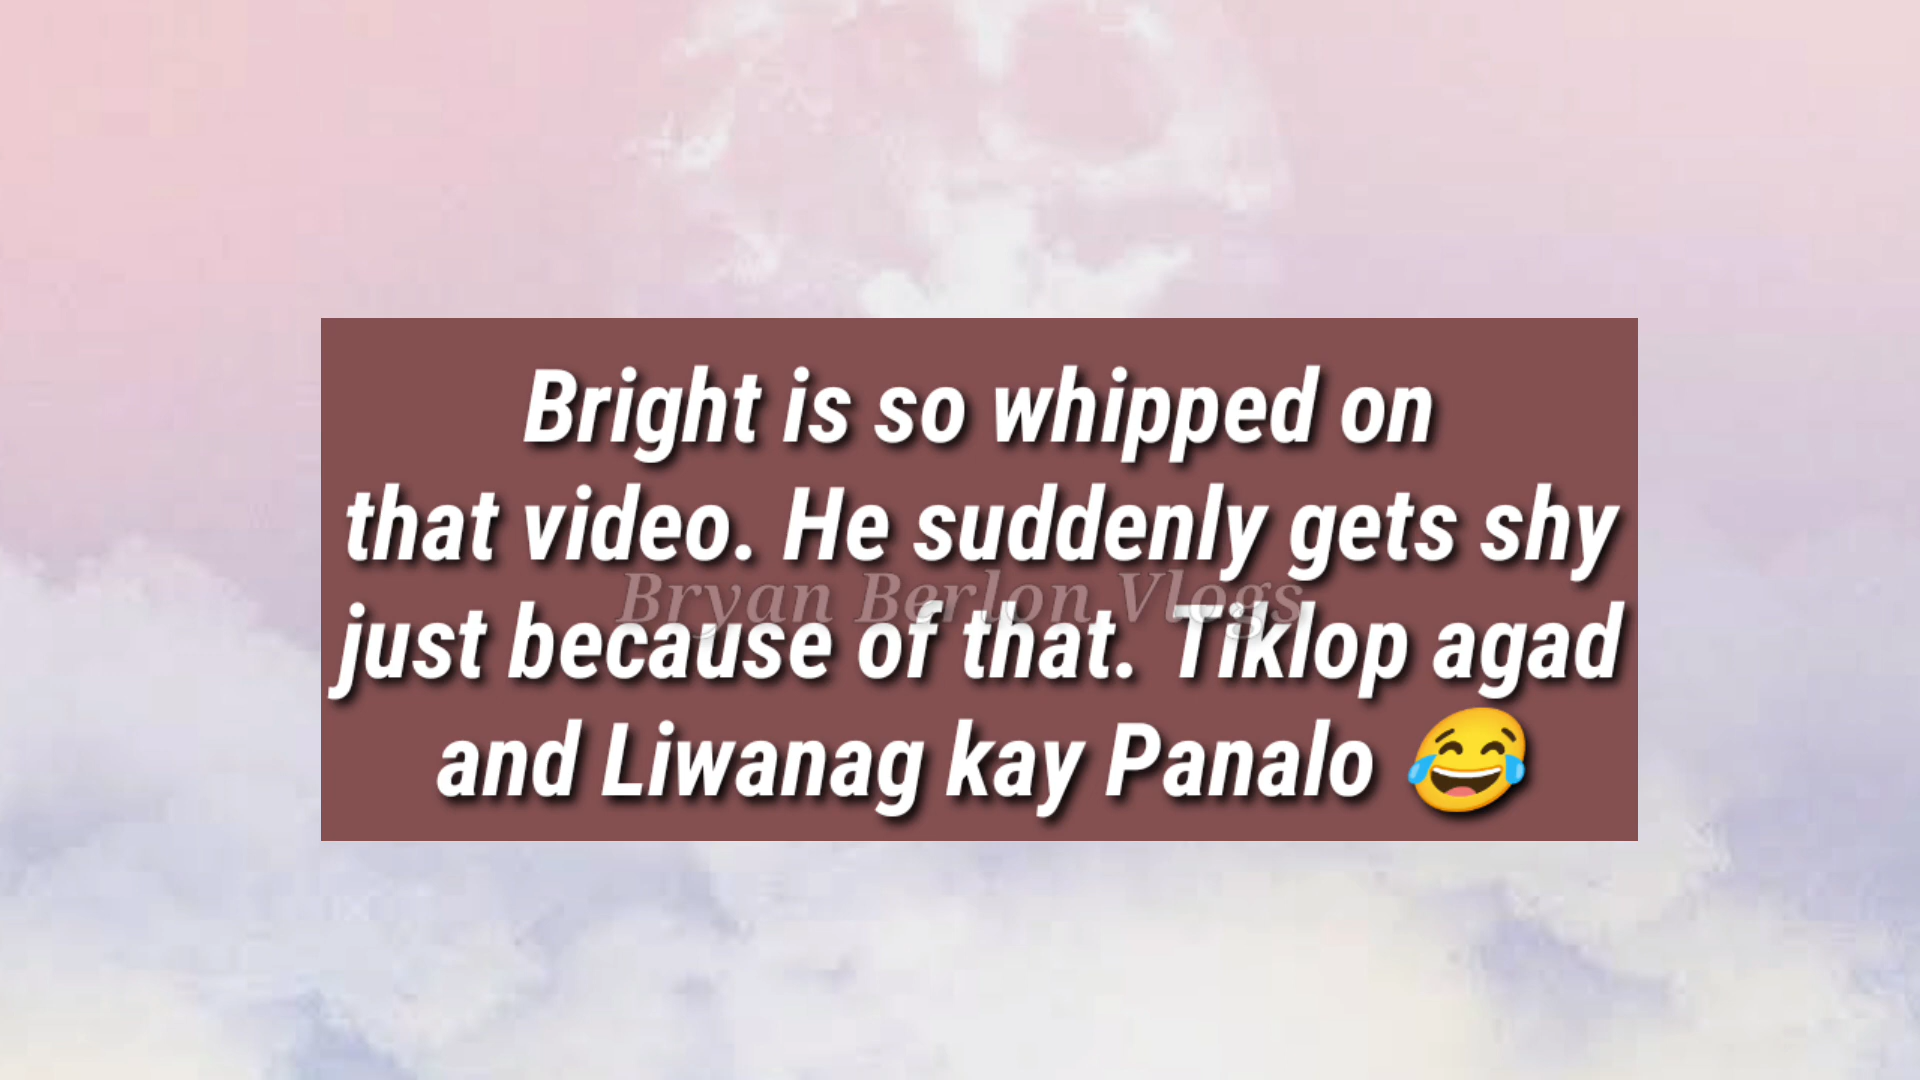 Bright is so whipped on
that video. He suddenly gets shy
Bryan Berlon Vlogs
just because of that. Tiklop agad
and Liwanag kay Panalo 😂